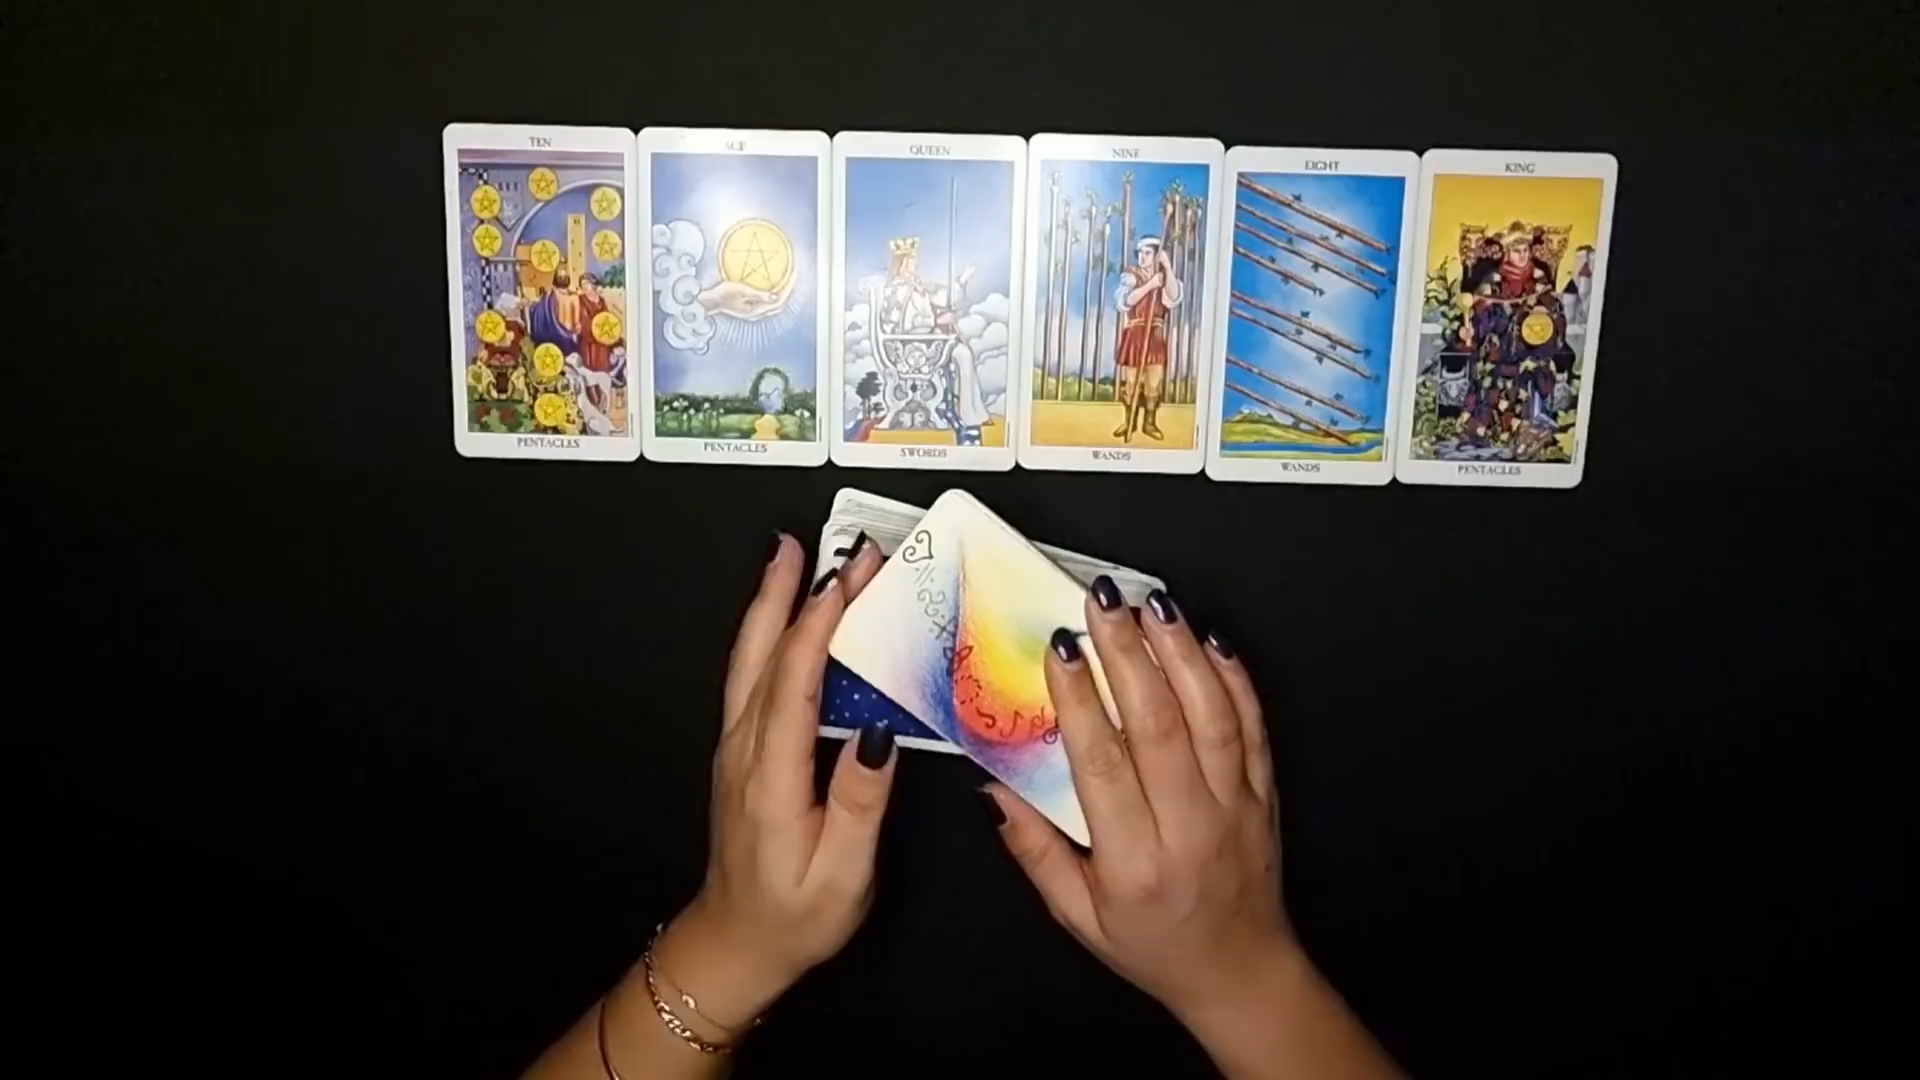 TEN
ACE
QUEEN
NINE
EIGHT
KING
PENTACLES
PENTACLES
SWORDS
WANDS
WANDS
PENTACLES